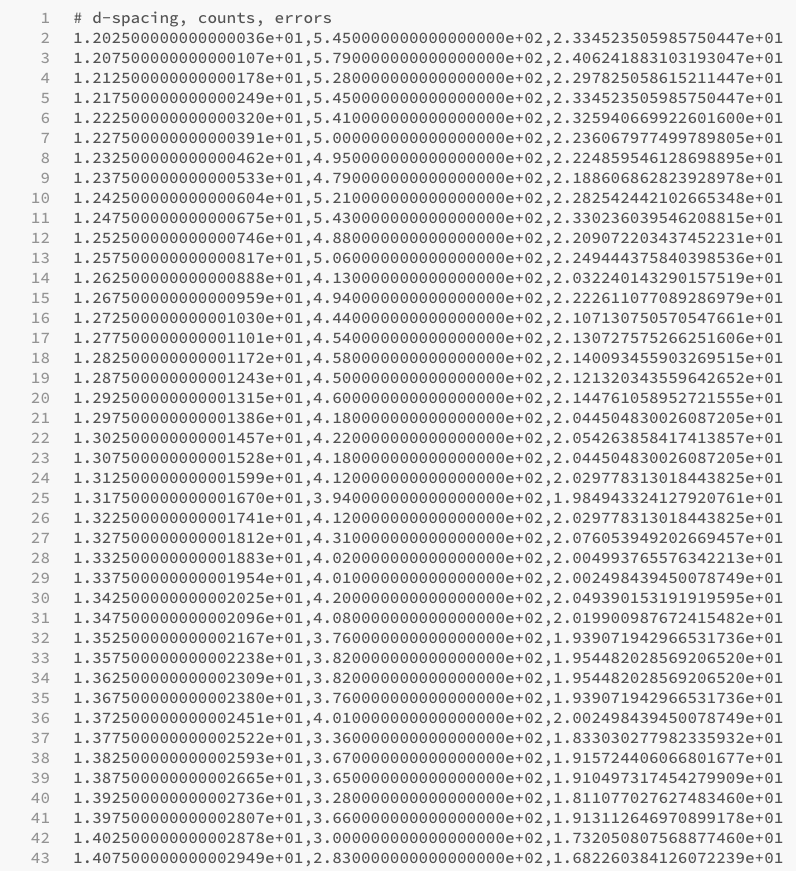 1 # d-spacing, counts, errors
2 1.202500000000000036e+01,5.450000000000000000e+02,2.334523505985750447e+01
3 1.207500000000000107e+01,5.790000000000000000e+02,2.406241883103193047e+01
4 1.212500000000000178e+01,5.280000000000000000e+02,2.297825058615211447e+01
5 1.217500000000000249e+01,5.450000000000000000e+02,2.334523505985750447e+01
6 1.222500000000000320e+01,5.410000000000000000e+02,2.325940669922601600e+01
7 1.227500000000000391e+01,5.000000000000000000e+02,2.236067977499789805e+01
8 1.232500000000000462e+01,4.950000000000000000e+02,2.224859546128698895e+01
9 1.237500000000000533e+01,4.790000000000000000e+02,2.188606862823928978e+01
10 1.242500000000000604e+01,5.210000000000000000e+02,2.282542442102665348e+01
11 1.247500000000000675e+01,5.430000000000000000e+02,2.330236039546208815e+01
12 1.252500000000000746e+01,4.880000000000000000e+02,2.209072203437452231e+01
13 1.257500000000000817e+01,5.060000000000000000e+02,2.249444375840398536e+01
14 1.262500000000000888e+01,4.130000000000000000e+02,2.032240143290157519e+01
15 1.267500000000000959e+01,4.940000000000000000e+02,2.222611077089286979e+01
16 1.272500000000001030e+01,4.440000000000000000e+02,2.107130750570547661e+01
17 1.277500000000001101e+01,4.540000000000000000e+02,2.130727575266251606e+01
18 1.282500000000001172e+01,4.580000000000000000e+02,2.140093455903269515e+01
19 1.287500000000001243e+01,4.500000000000000000e+02,2.121320343559642652e+01
20 1.292500000000001315e+01,4.600000000000000000e+02,2.144761058952721555e+01
21 1.297500000000001386e+01,4.180000000000000000e+02,2.044504830026087205e+01
22 1.302500000000001457e+01,4.220000000000000000e+02,2.054263858417413857e+01
23 1.307500000000001528e+01,4.180000000000000000e+02,2.044504830026087205e+01
24 1.312500000000001599e+01,4.120000000000000000e+02,2.029778313018443825e+01
25 1.317500000000001670e+01,3.940000000000000000e+02,1.984943324127920761e+01
26 1.322500000000001741e+01,4.120000000000000000e+02,2.029778313018443825e+01
27 1.327500000000001812e+01,4.310000000000000000e+02,2.076053949202669457e+01
28 1.332500000000001883e+01,4.020000000000000000e+02,2.004993765576342213e+01
29 1.337500000000001954e+01,4.010000000000000000e+02,2.002498439450078749e+01
30 1.342500000000002025e+01,4.200000000000000000e+02,2.049390153191919595e+01
31 1.347500000000002096e+01,4.080000000000000000e+02,2.019900987672415482e+01
32 1.352500000000002167e+01,3.760000000000000000e+02,1.939071942966531736e+01
33 1.357500000000002238e+01,3.820000000000000000e+02,1.954482028569206520e+01
34 1.362500000000002309e+01,3.820000000000000000e+02,1.954482028569206520e+01
35 1.367500000000002380e+01,3.760000000000000000e+02,1.939071942966531736e+01
36 1.372500000000002451e+01,4.010000000000000000e+02,2.002498439450078749e+01
37 1.377500000000002522e+01,3.360000000000000000e+02,1.833030277982335932e+01
38 1.382500000000002593e+01,3.670000000000000000e+02,1.915724406066801677e+01
39 1.387500000000002665e+01,3.650000000000000000e+02,1.910497317454279909e+01
40 1.392500000000002736e+01,3.280000000000000000e+02,1.811077027627483460e+01
41 1.397500000000002807e+01,3.660000000000000000e+02,1.913112646970899178e+01
42 1.402500000000002878e+01,3.000000000000000000e+02,1.732050807568877460e+01
43 1.407500000000002949e+01,2.830000000000000000e+02,1.682260384126072239e+01